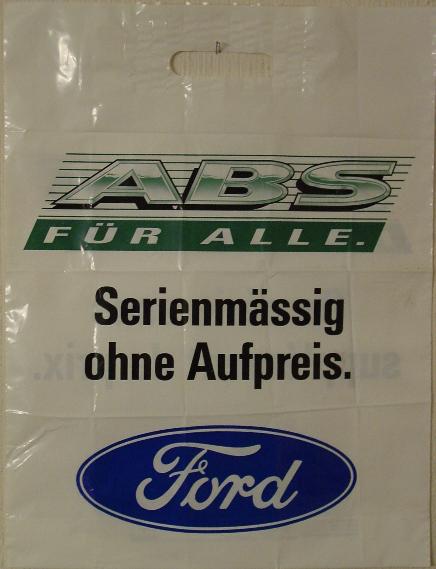 ABS
FÜR ALLE.
Serienmässig
ohne Aufpreis.
Ford